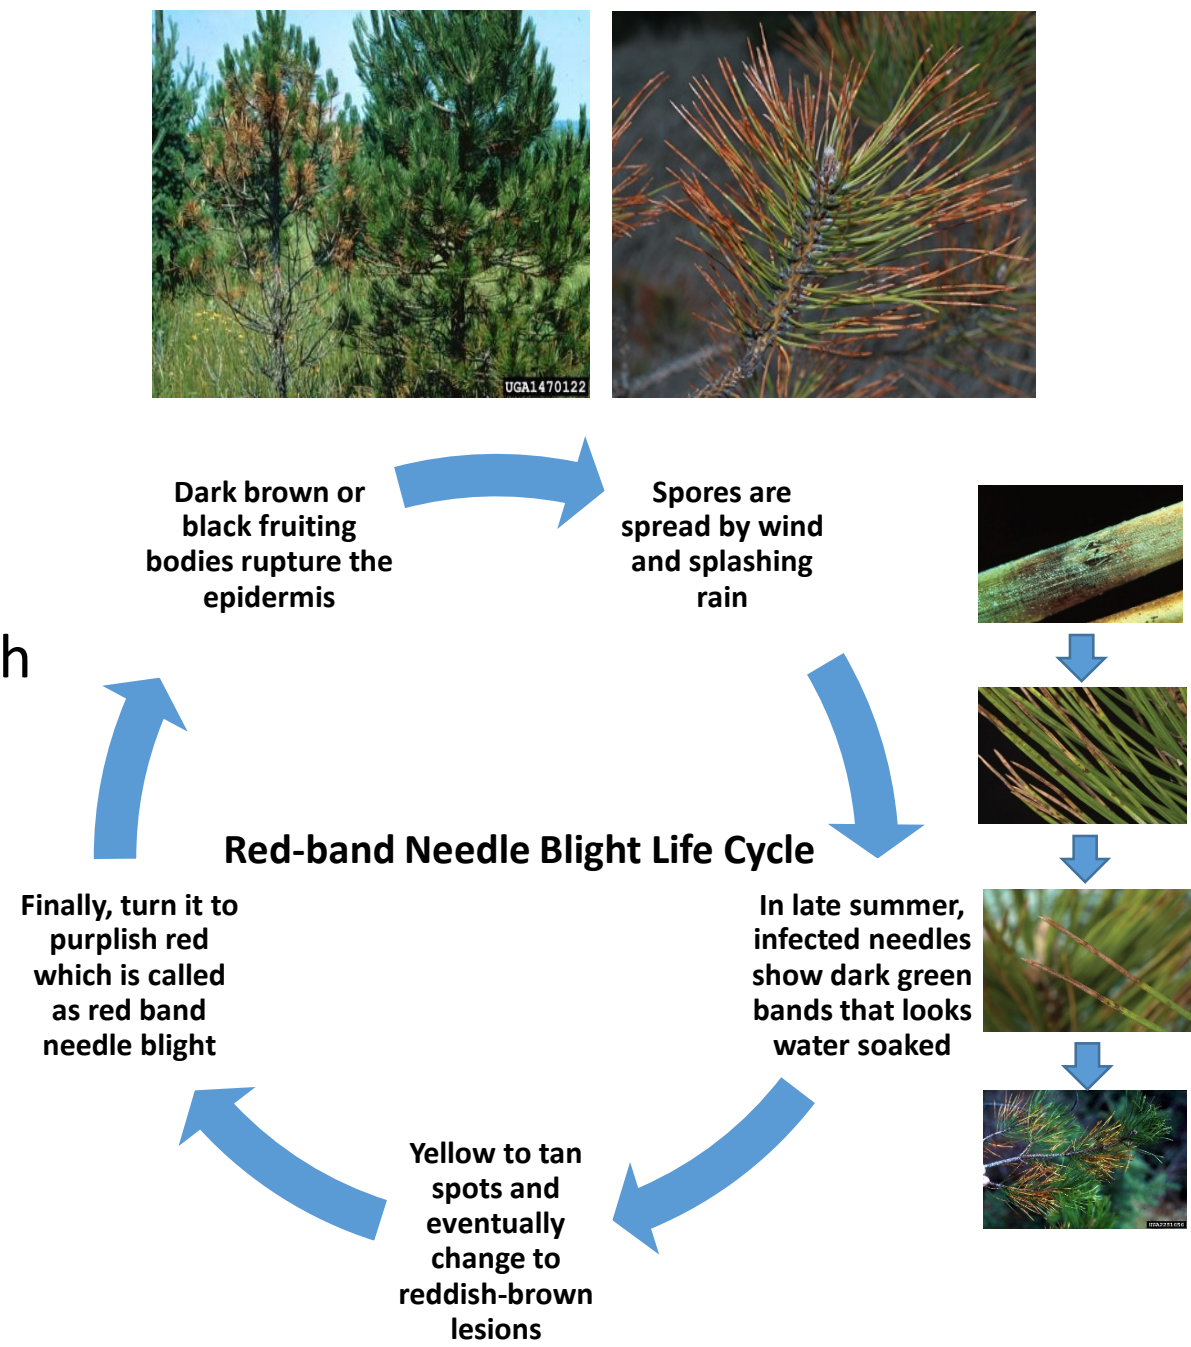 UGA1470122
Dark brown or
black fruiting
bodies rupture the
epidermis
Spores are
spread by wind
and splashing
rain
h
Red-band Needle Blight Life Cycle
Finally, turn it to
purplish red
which is called
as red band
needle blight
In late summer,
infected needles
show dark green
bands that looks
water soaked
Yellow to tan
spots and
eventually
change to
reddish-brown
lesions